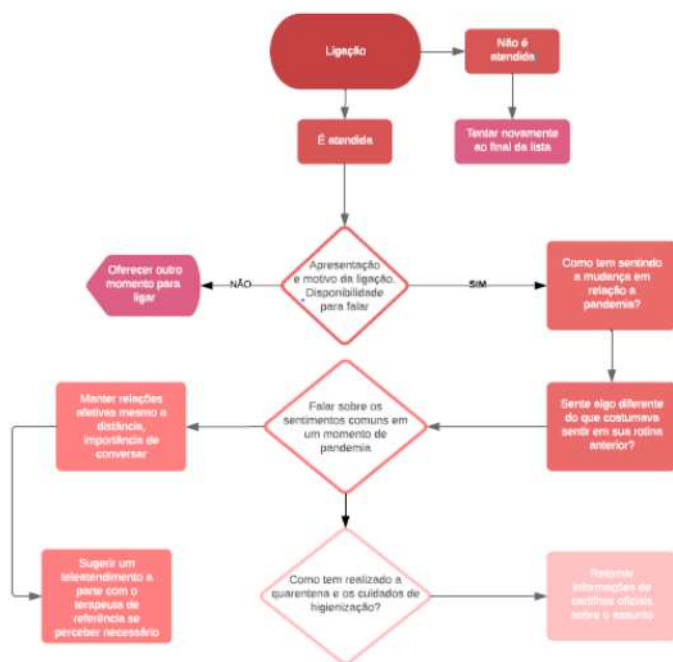 Ligação
Não é
atendida
É atendida
Tentar novamente
ao final da lista
Apresentação
e motivo da ligação.
Disponibilidade
para falar
NÃO
Oferecer outro
momento para
ligar
SIM
Como tem sentindo
a mudança em
relação a
pandemia?
Sente algo diferente
do que costumava
sentir em sua rotina
anterior?
Falar sobre os
sentimentos comuns em
um momento de
pandemia
Manter relações
afetivas mesmo a
distância,
importância de
conversar
Sugerir um
teleatendimento a
parte com o
terapeuta de
referência se
perceber necessário
Como tem realizado a
quarentena e os cuidados de
higienização?
Retomar
informações de
cartilhas oficiais
sobre o assunto